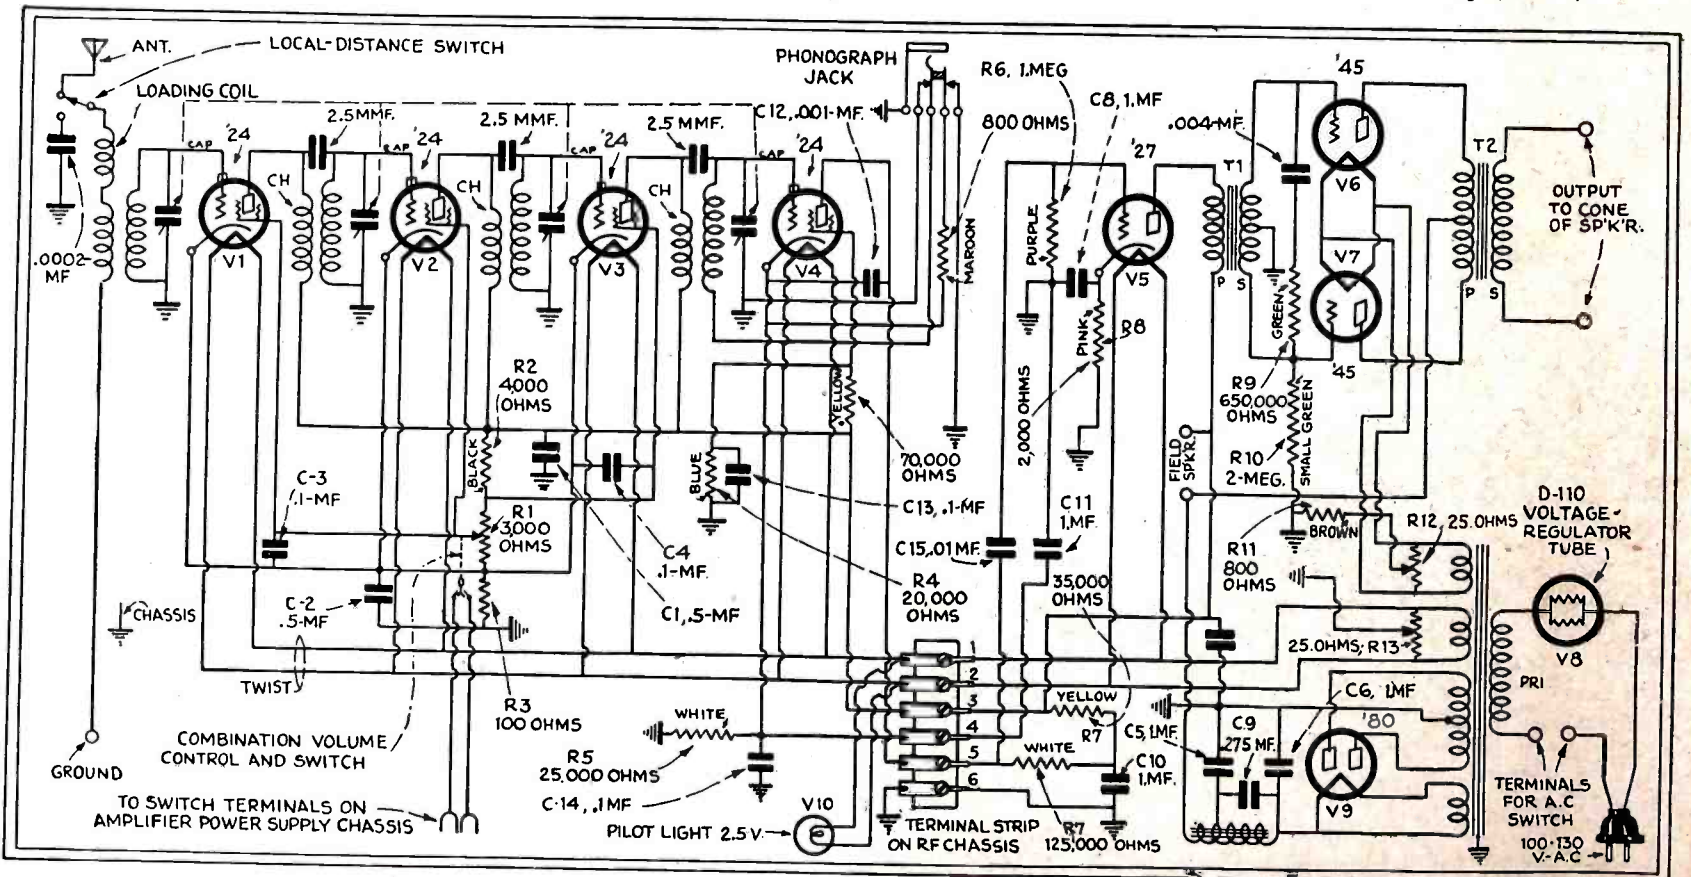 ANT.
LOCAL-DISTANCE SWITCH
LOADING COIL
.0002
MF
CAP
'24
V1
CH
2.5 MMF.
CAP
'24
V2
CH
2.5 MMF.
CAP
'24
V3
CH
2.5 MMF.
CAP
'24
V4
PHONOGRAPH
JACK
C12, .001-MF.
R6, 1.MEG
800 OHMS
MAROON
C8, 1.MF
PURPLE
PINK
R8
2,000 OHMS
'27
V5
T1
P S
.004-MF.
'45
V6
V7
'45
GREEN
R9
650,000
OHMS
R10
2-MEG.
SMALL GREEN
T2
P S
OUTPUT
TO CONE
OF SP'K'R.
R2
4,000
OHMS
BLACK
R1
3,000
OHMS
C-3
.1-MF
C-2
.5-MF
CHASSIS
TWIST
GROUND
COMBINATION VOLUME
CONTROL AND SWITCH
TO SWITCH TERMINALS ON
AMPLIFIER POWER SUPPLY CHASSIS
R3
100 OHMS
C4
.1-MF.
C1, .5-MF
BLUE
YELLOW
70,000
OHMS
C13, .1-MF
R4
20,000
OHMS
C15, .01 MF.
C11
1.MF.
35,000
OHMS
FIELD
SPK'R.
R11
800
OHMS
BROWN
R12, 25.OHMS
D-110
VOLTAGE-
REGULATOR
TUBE
25.OHMS; R13
V8
PRI
WHITE
R5
25,000 OHMS
C-14, .1MF
V10
PILOT LIGHT 2.5 V.
1
2
3
4
5
6
TERMINAL STRIP
ON RF CHASSIS
YELLOW
R7
WHITE
R7
125,000 OHMS
C10
1.MF.
C5, 1.MF.
C9
.275 MF.
C6, 1MF
'80
V9
TERMINALS
FOR A.C
SWITCH
100-130
V.-A.C